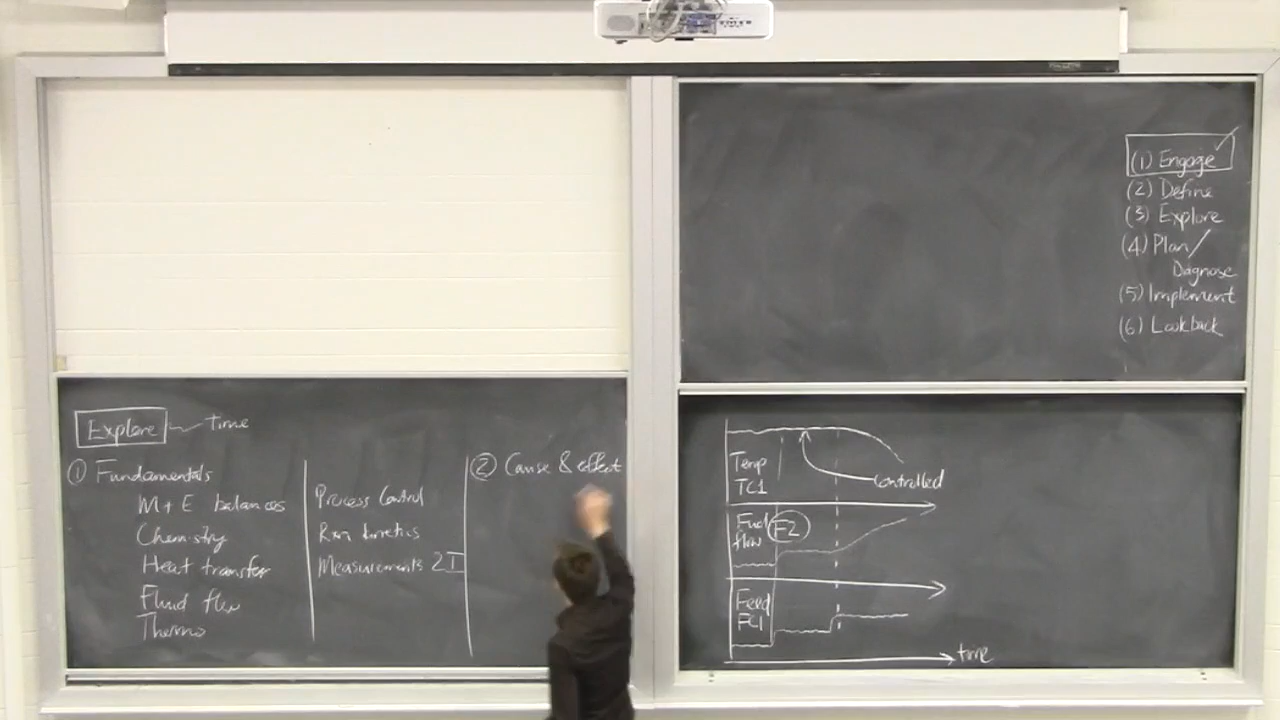 Explore Time
① Fundamentals
M + E balances
Chemistry
Heat transfer
Fluid flow
Thermo
Process Control
Rxn kinetics
Measurements
② Cause & effect
(1) Engage ✓
(2) Define
(3) Explore
(4) Plan/
Diagnose
(5) Implement
(6) Lookback
Temp
TC1
controlled
Fuel
flow
F2
Feed
FC1
time